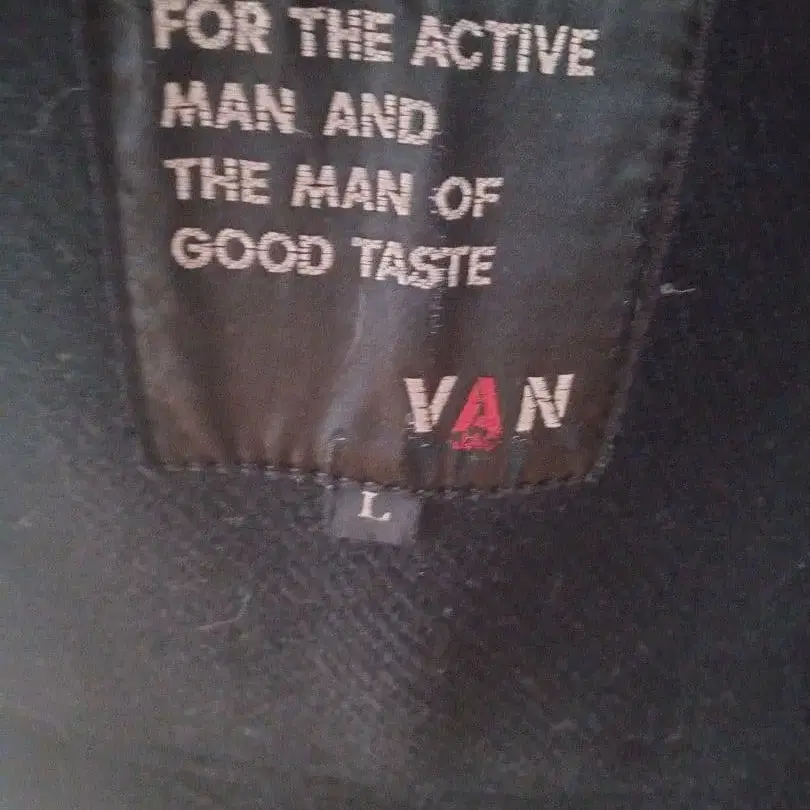 FOR THE ACTIVE
MAN AND
THE MAN OF
GOOD TASTE
VAN
L